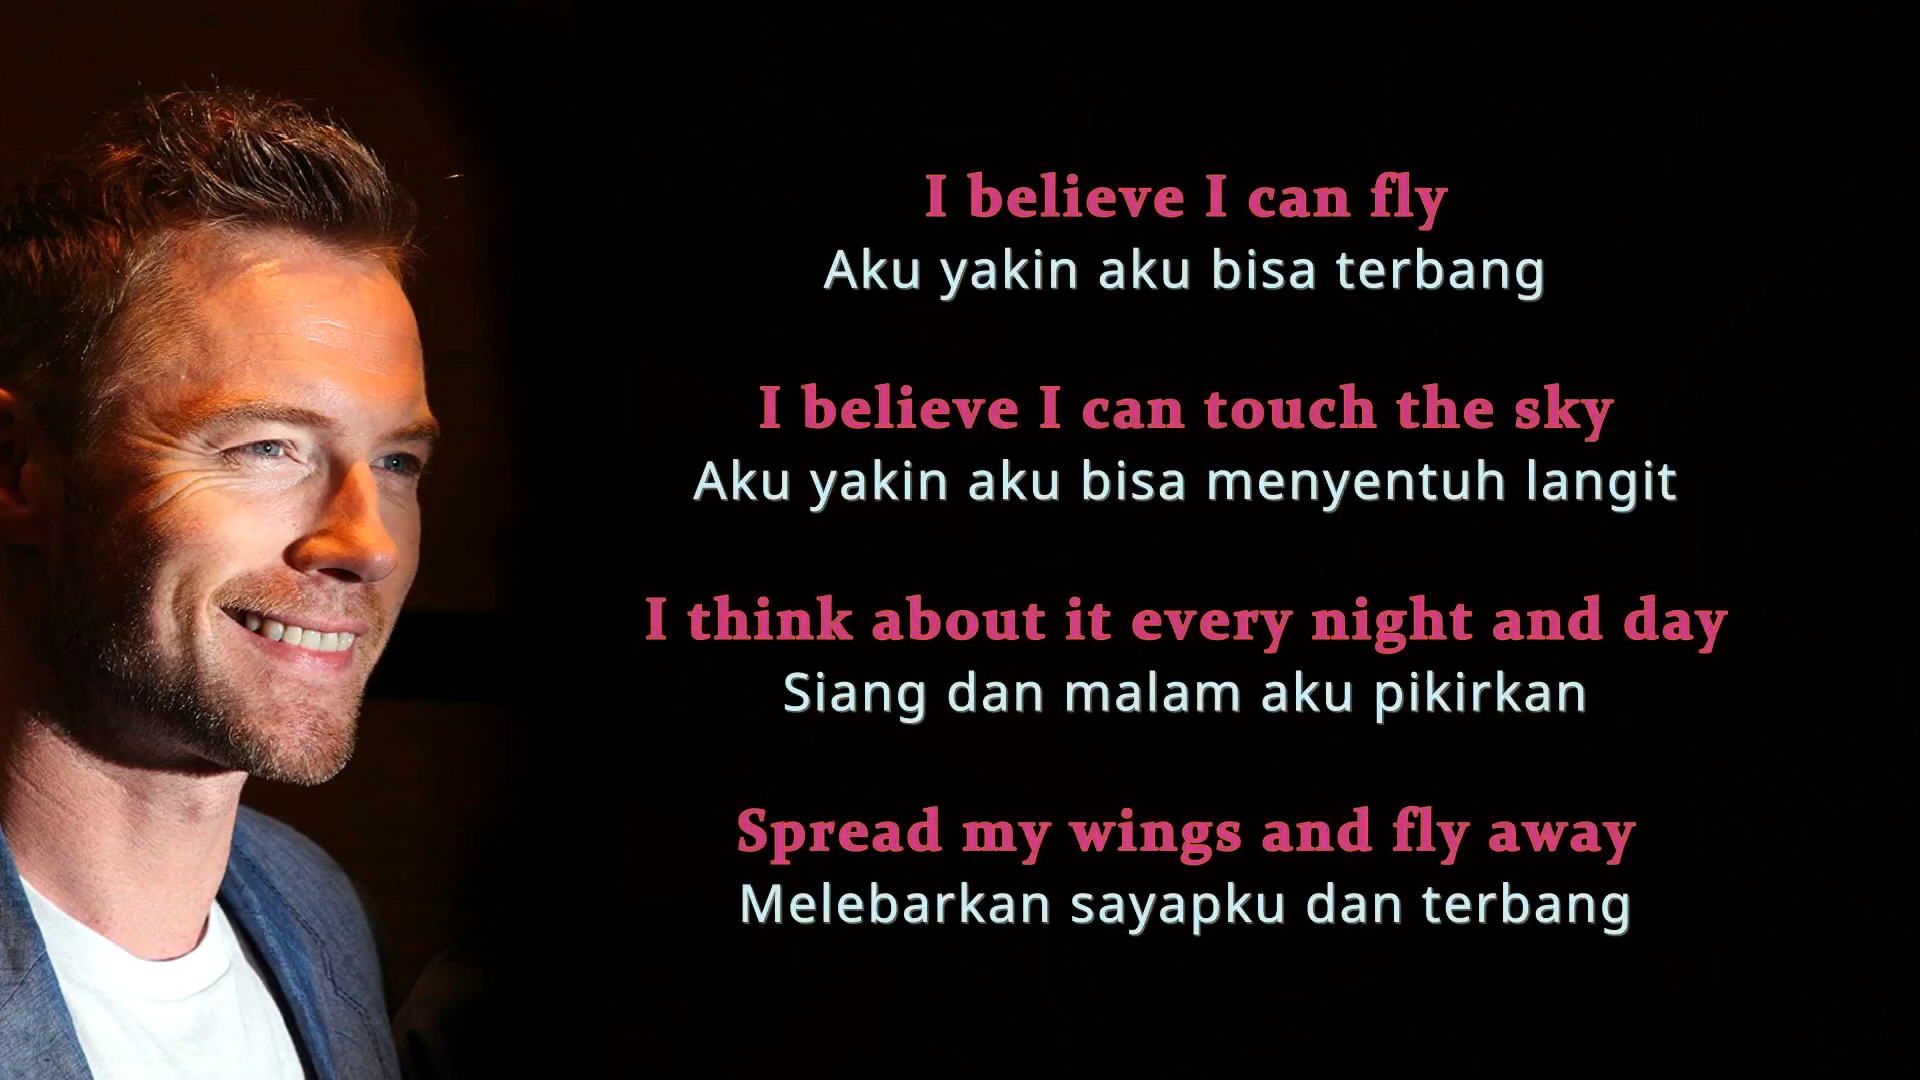 I believe I can fly
Aku yakin aku bisa terbang
I believe I can touch the sky
Aku yakin aku bisa menyentuh langit
I think about it every night and day
Siang dan malam aku pikirkan
Spread my wings and fly away
Melebarkan sayapku dan terbang